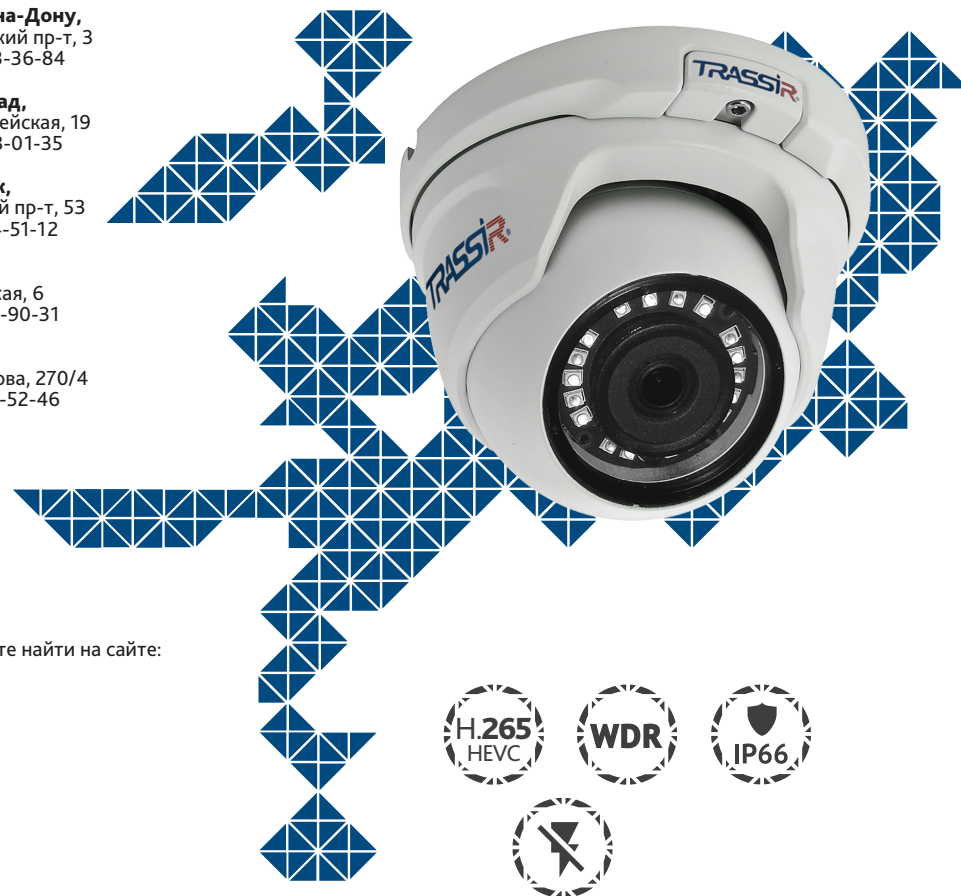 на-Дону,
кий пр-т, 3
3-36-84
ад,
ейская, 19
3-01-35
к,
й пр-т, 53
4-51-12
кая, 6
-90-31
ова, 270/4
-52-46
те найти на сайте:
TRASSIR
TRASSIR
H.265
HEVC
WDR
IP66